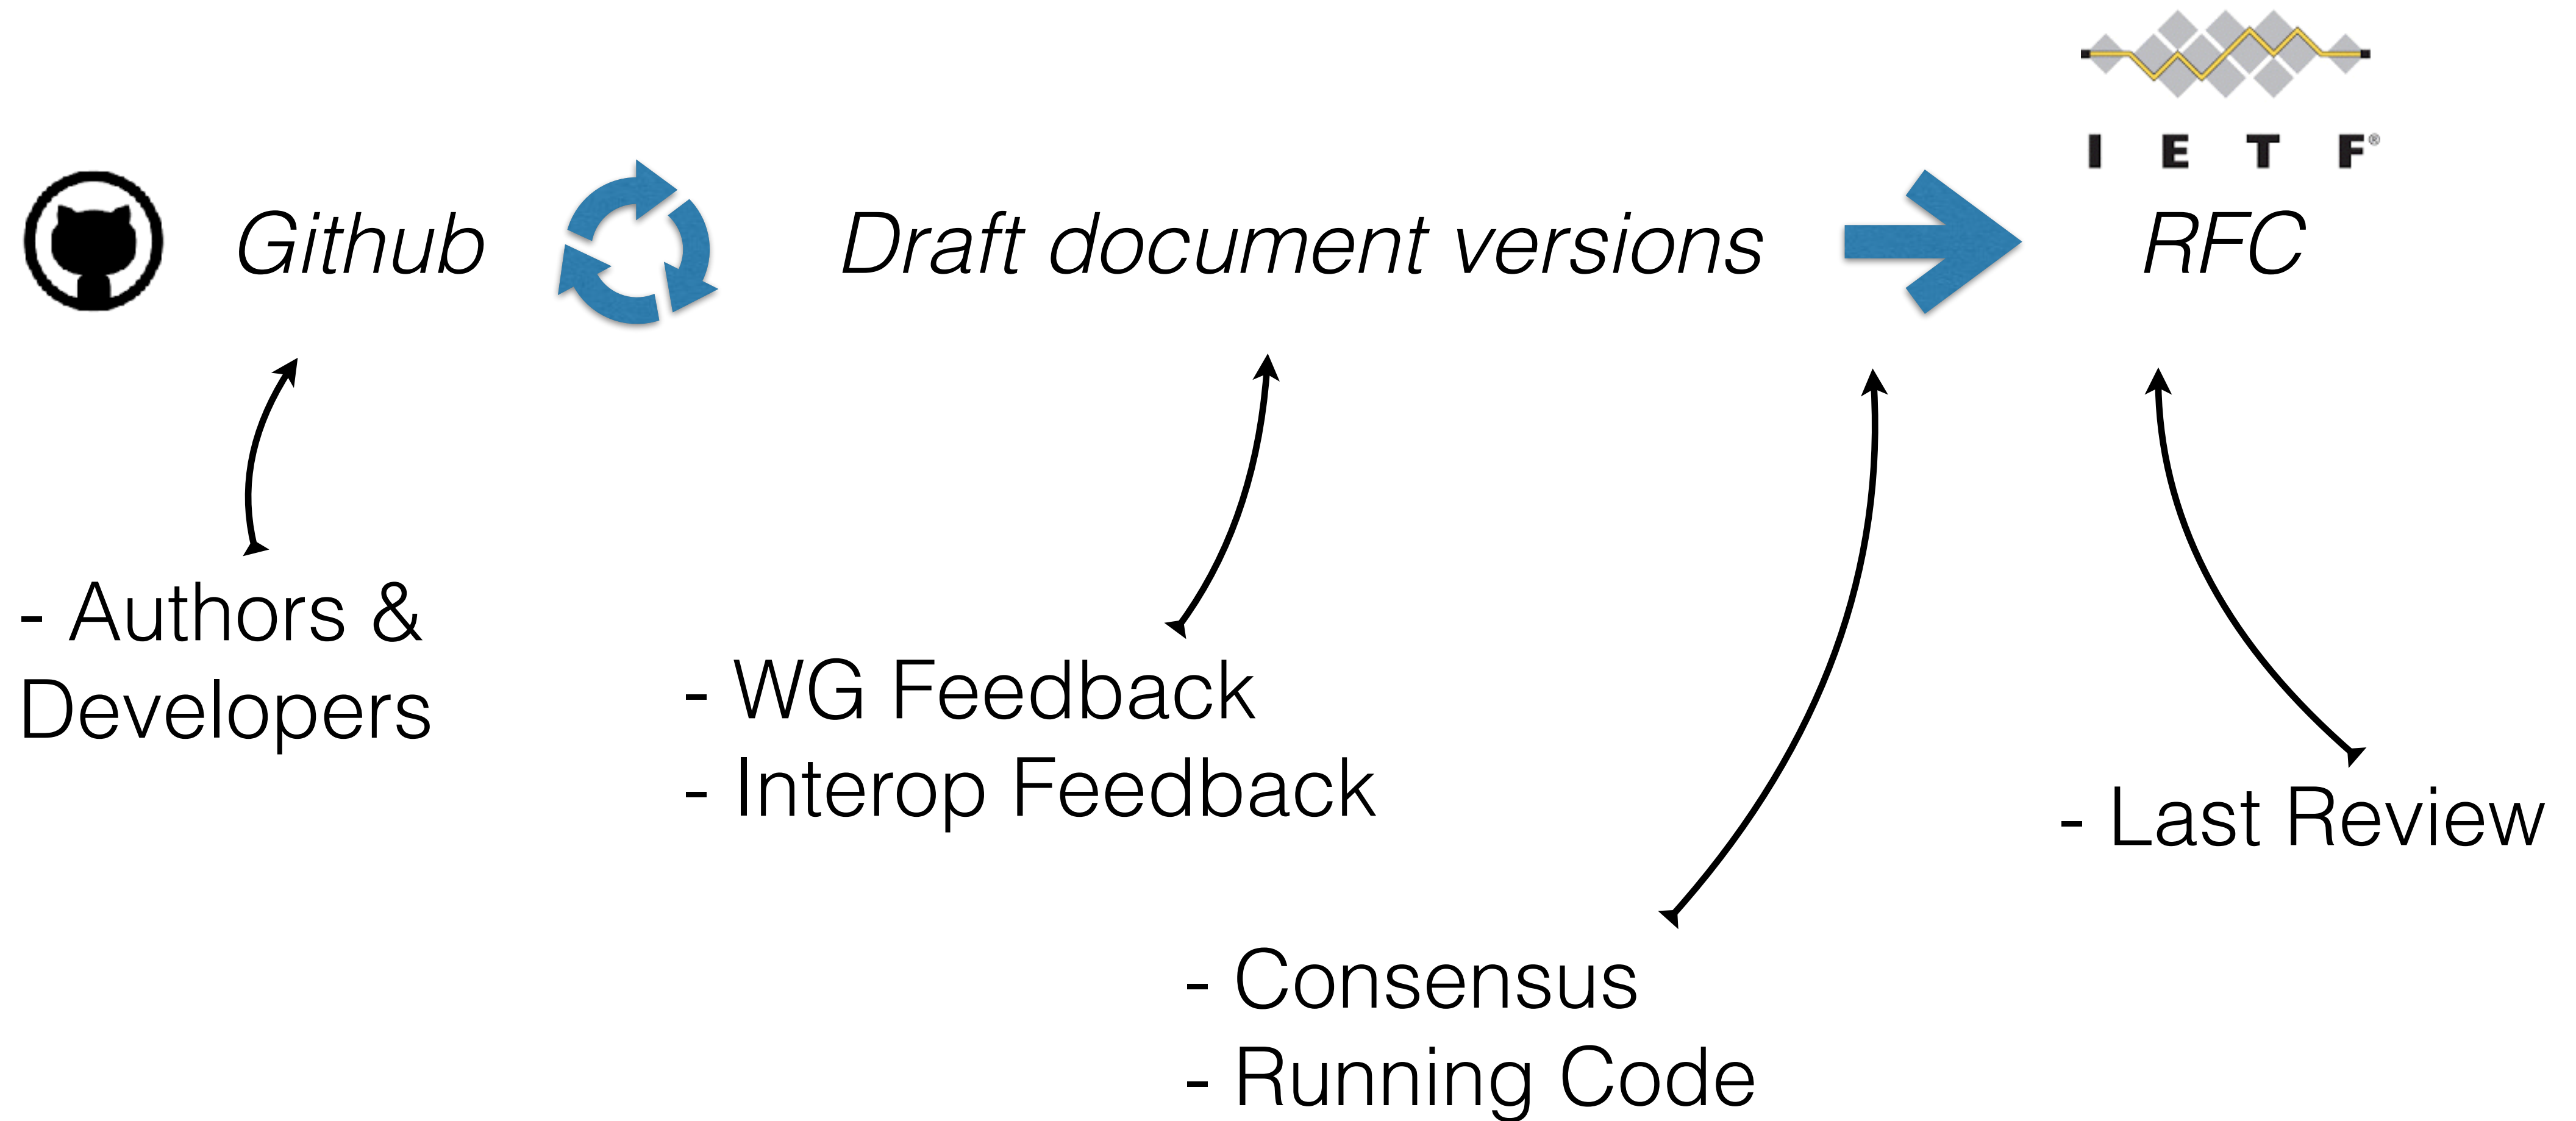 I E T F®
Github
Draft document versions
RFC
- Authors &
Developers
- WG Feedback
- Interop Feedback
- Last Review
- Consensus
- Running Code